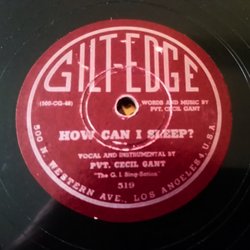 GILT-EDGE
(500-CG-49)
WORDS AND MUSIC BY
PVT. CECIL GANT
HOW CAN I SLEEP?
VOCAL AND INSTRUMENTAL BY
PVT. CECIL GANT
"The G. I. Sing-Sation"
519
500 N. WESTERN AVE., LOS ANGELES 4, U.S.A.